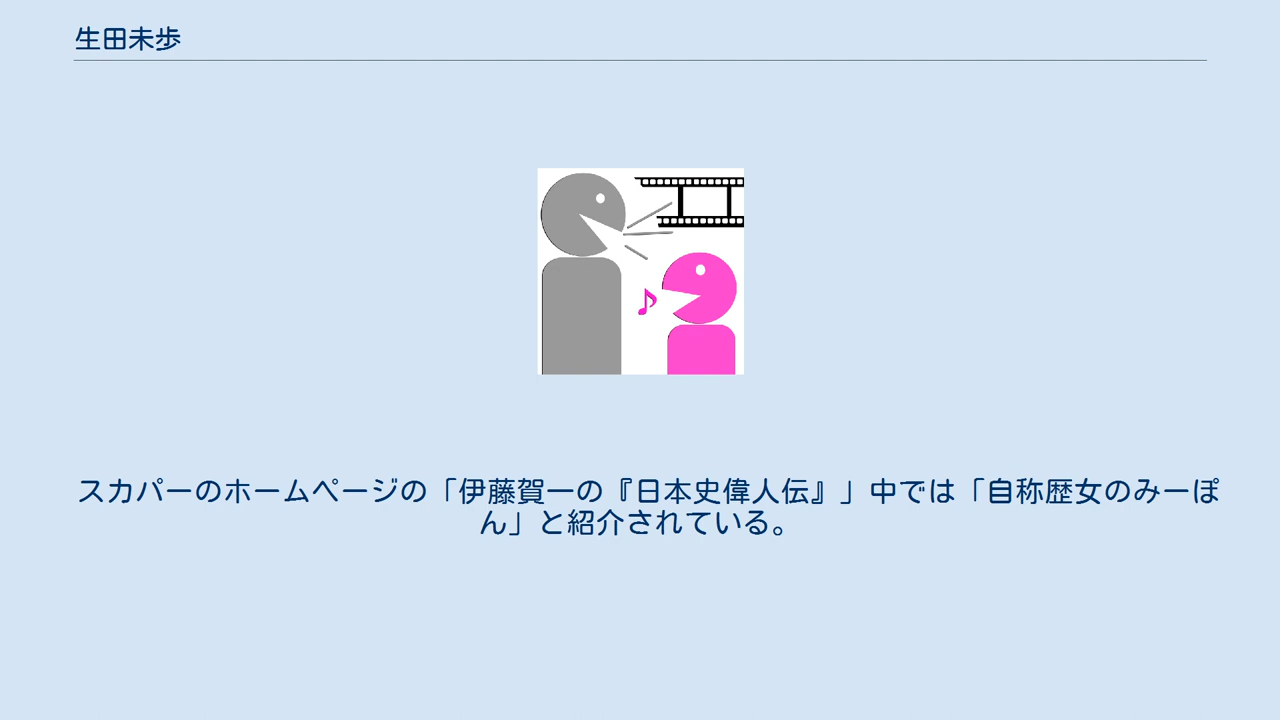 生田未歩
スカパーのホームページの「伊藤賀一の『日本史偉人伝』」中では「自称歴女のみーぽ
ん」と紹介されている。